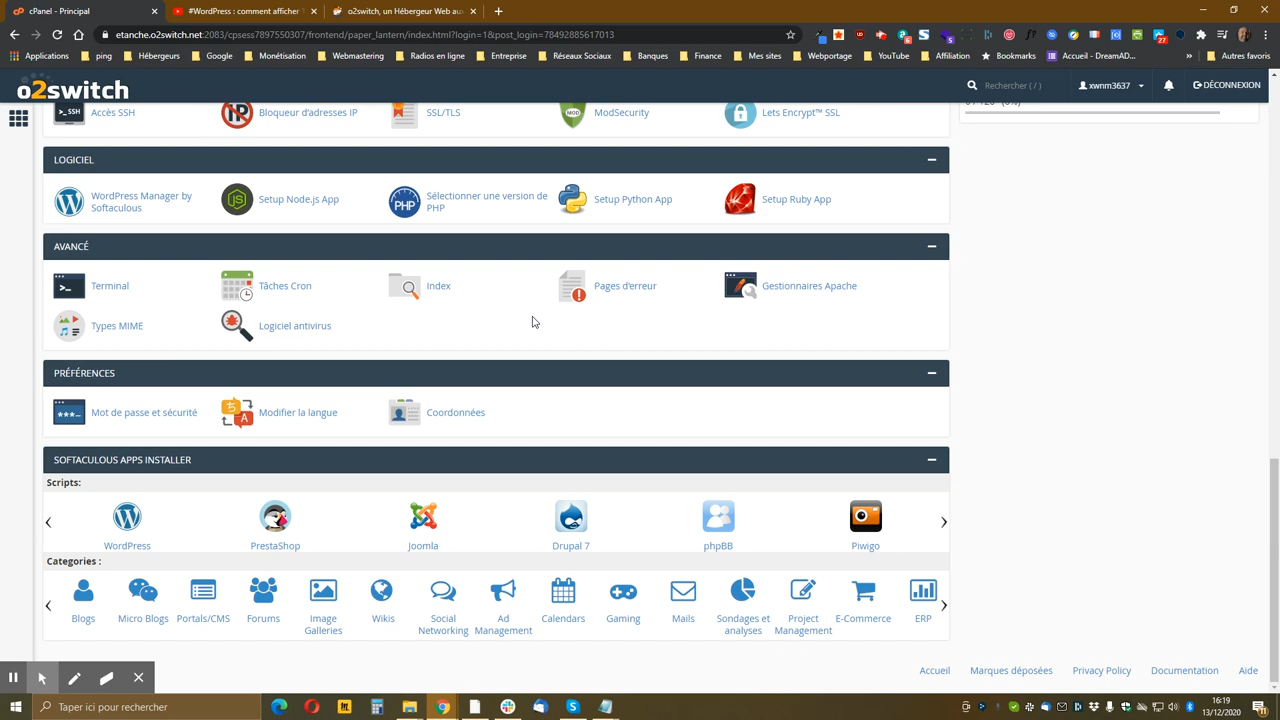 cPanel - Principal
#WordPress :
o2switch, Héberg Web au
etanche.o2switch.net:2083/cpsess7897550307/frontend/paper_lantern/index.html?login=1&post_login=78492885617013
Applications ping Hébergeurs Google Monétisation Webmastering Radios en ligne Entreprise Réseaux Sociaux Banques Finance Mes sites Webportage YouTube Affiliation Bookmarks Accueil - DreamAD... » Autres favoris
o2switch
Rechercher ( / )
xwnm3637
DÉCONNEXION
Accès SSH
Bloqueur d'adresses IP
SSL/TLS
ModSecurity
Lets Encrypt™ SSL
LOGICIEL
WordPress Manager by
Softaculous
Setup Node.js App
Sélectionner une version de
PHP
Setup Python App
Setup Ruby App
AVANCÉ
Terminal
Tâches Cron
Index
Pages d'erreur
Gestionnaires Apache
Types MIME
Logiciel antivirus
PRÉFÉRENCES
Mot de passe et sécurité
Modifier la langue
Coordonnées
SOFTACULOUS APPS INSTALLER
Scripts:
WordPress
PrestaShop
Joomla
Drupal 7
phpBB
Piwigo
Categories :
Blogs
Micro Blogs
Portals/CMS
Forums
Image
Galleries
Wikis
Social
Networking
Ad
Management
Calendars
Gaming
Mails
Sondages et
analyses
Project
Management
E-Commerce
ERP
Accueil
Marques déposées
Privacy Policy
Documentation
Aide
Taper ici pour rechercher
16:19
13/12/2020